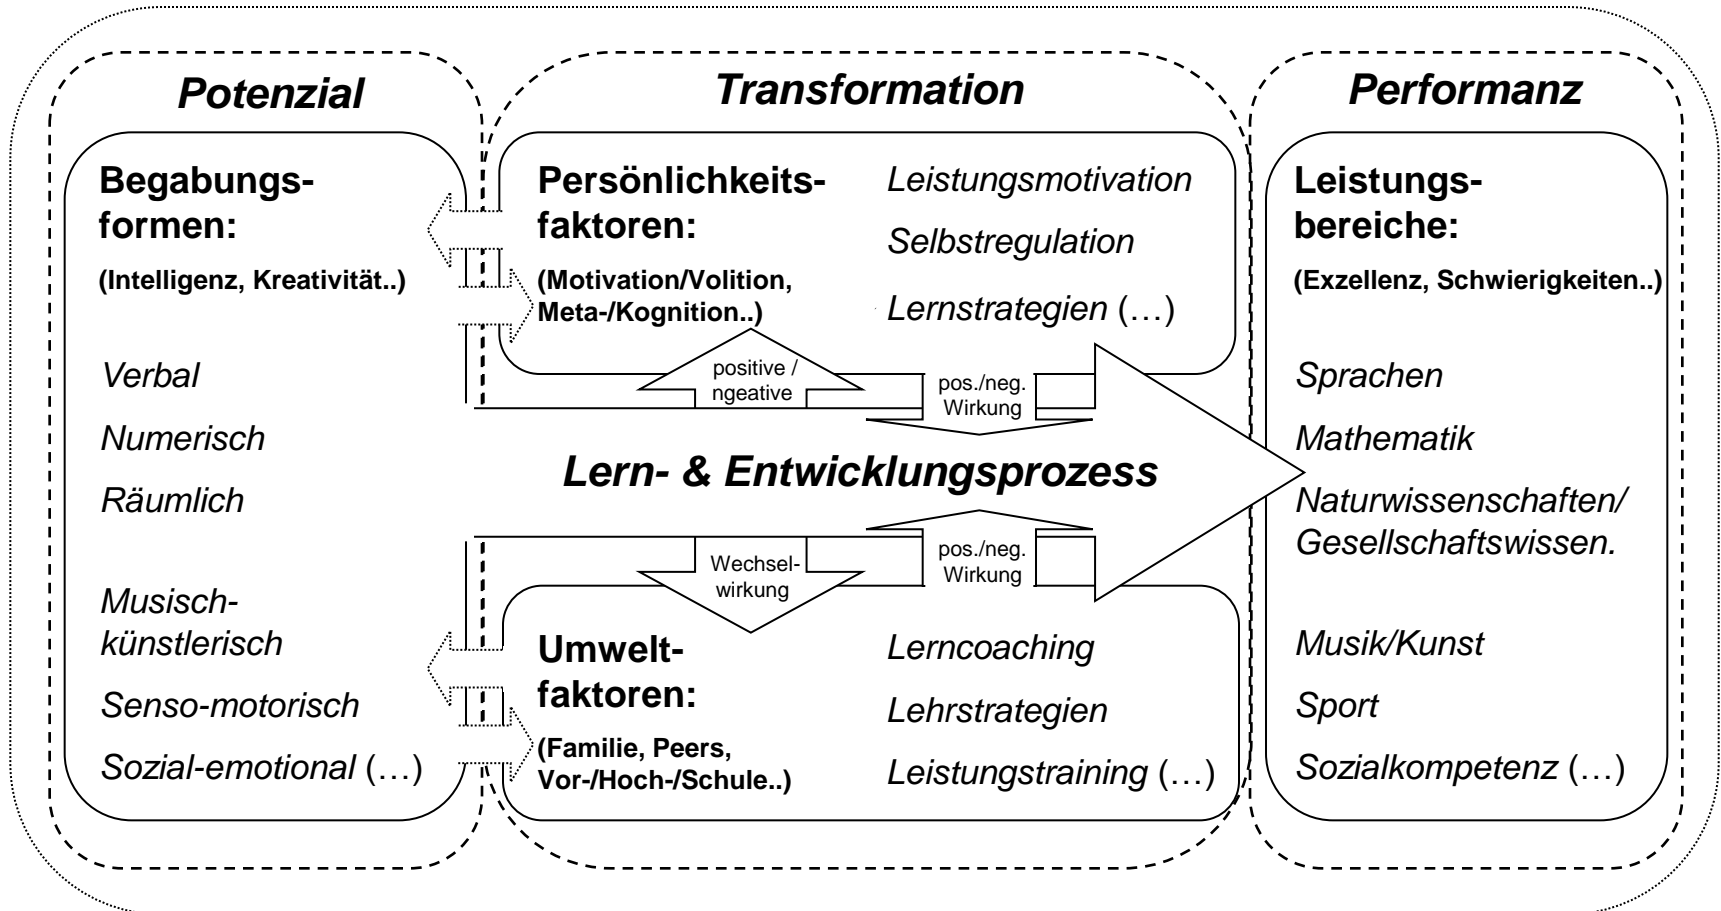 Potenzial
Begabungs-
formen:
(Intelligenz, Kreativität..)
Verbal
Numerisch
Räumlich
Musisch-
künstlerisch
Senso-motorisch
Sozial-emotional (…)
Transformation
Persönlichkeits-
faktoren:
(Motivation/Volition,
Meta-/Kognition..)
Leistungsmotivation
Selbstregulation
Lernstrategien (…)
positive /
ngeative
pos./neg.
Wirkung
Lern- & Entwicklungsprozess
Wechsel-
wirkung
pos./neg.
Wirkung
Umwelt-
faktoren:
(Familie, Peers,
Vor-/Hoch-/Schule..)
Lerncoaching
Lehrstrategien
Leistungstraining (…)
Performanz
Leistungs-
bereiche:
(Exzellenz, Schwierigkeiten..)
Sprachen
Mathematik
Naturwissenschaften/
Gesellschaftswissen.
Musik/Kunst
Sport
Sozialkompetenz (…)